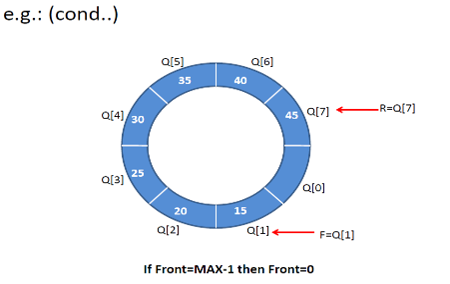 e.g.: (cond..)
Q[5] Q[6]
35 40
Q[4] 30 45 Q[7] R=Q[7]
Q[3] 25 Q[0]
20 15
Q[2] Q[1] F=Q[1]
If Front=MAX-1 then Front=0